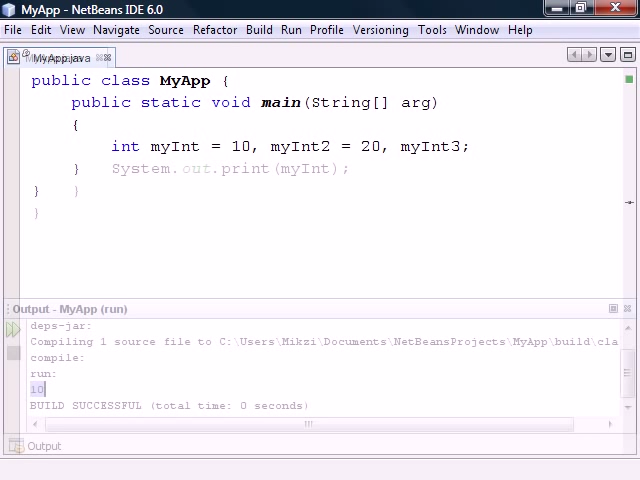 MyApp - NetBeans IDE 6.0
File Edit View Navigate Source Refactor Build Run Profile Versioning Tools Window Help
MyApp.java
public class MyApp {
public static void main(String[] arg)
{
int myInt = 10, myInt2 = 20, myInt3;
} System.out.print(myInt);
} }
}
Output - MyApp (run)
deps-jar:
Compiling 1 source file to C:\Users\Mikzi\Documents\NetBeansProjects\MyApp\build\cla
compile:
run:
10
BUILD SUCCESSFUL (total time: 0 seconds)
Output